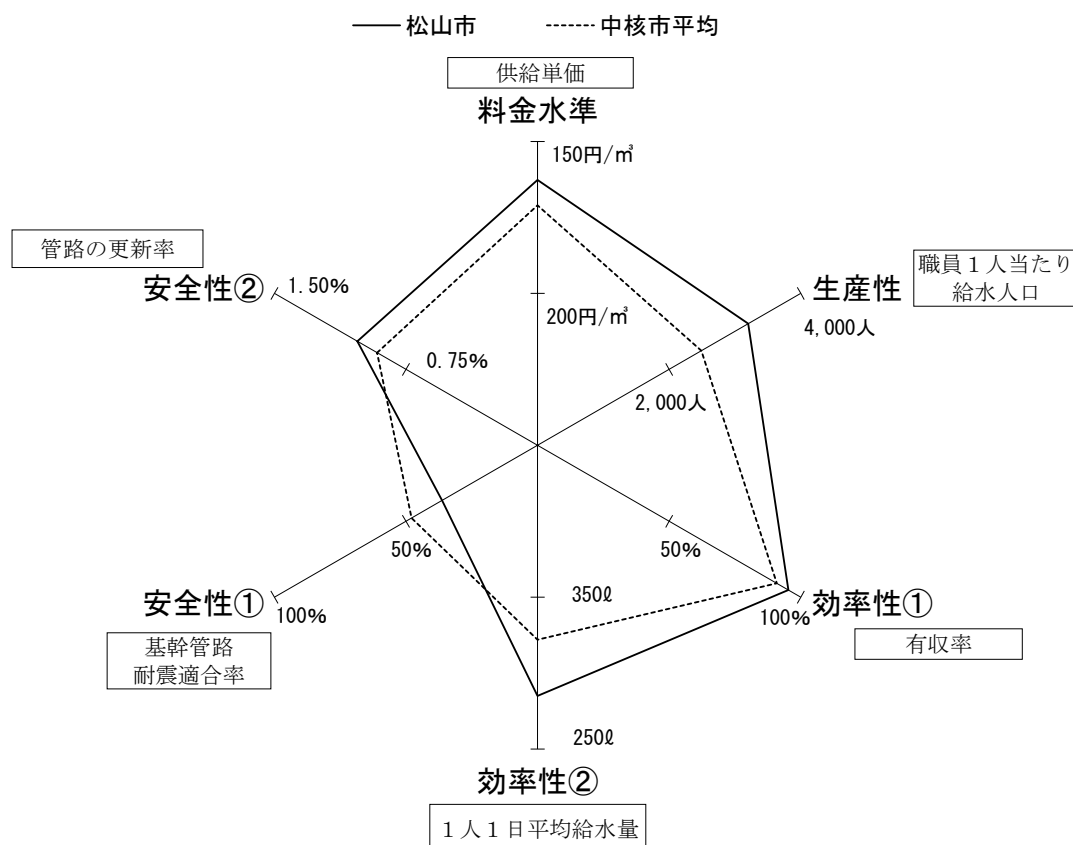 松山市 中核市平均
供給単価
料金水準
150円/㎥
管路の更新率
安全性②
1.50%
200円/㎥
生産性
職員1人当たり
給水人口
4,000人
0.75%
2,000人
50%
50%
安全性①
100%
基幹管路
耐震適合率
350ℓ
100%
効率性①
有収率
250ℓ
効率性②
1人1日平均給水量